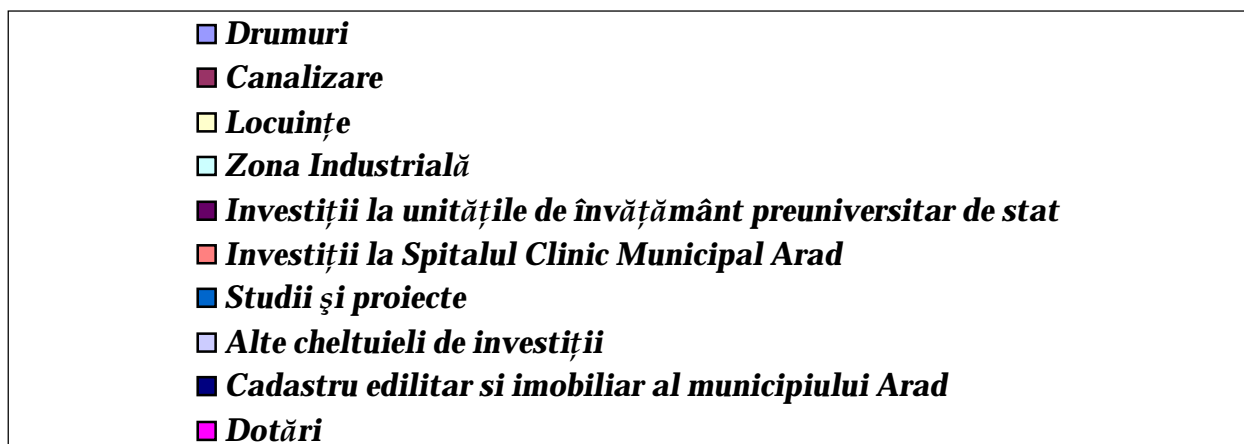 Drumuri
Canalizare
Locuințe
Zona Industrială
Investiții la unitățile de învățământ preuniversitar de stat
Investiții la Spitalul Clinic Municipal Arad
Studii şi proiecte
Alte cheltuieli de investiții
Cadastru edilitar si imobiliar al municipiului Arad
Dotări